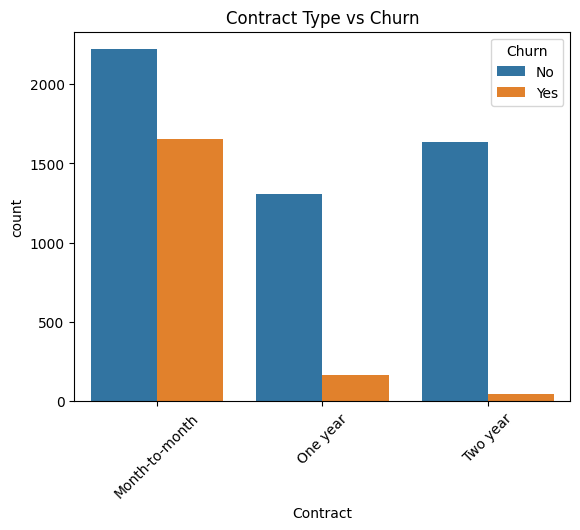 Contract Type vs Churn
Churn
No
Yes
2000
1500
1000
500
0
count
Month-to-month
One year
Two year
Contract